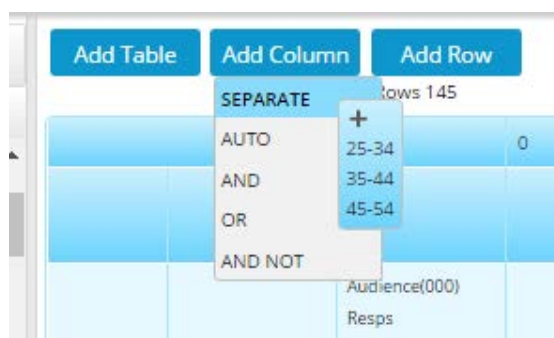 Add Table Add Column Add Row
Rows 145
SEPARATE
AUTO
AND
OR
AND NOT
+
25-34
35-44
45-54
0
Audience(000)
Resps